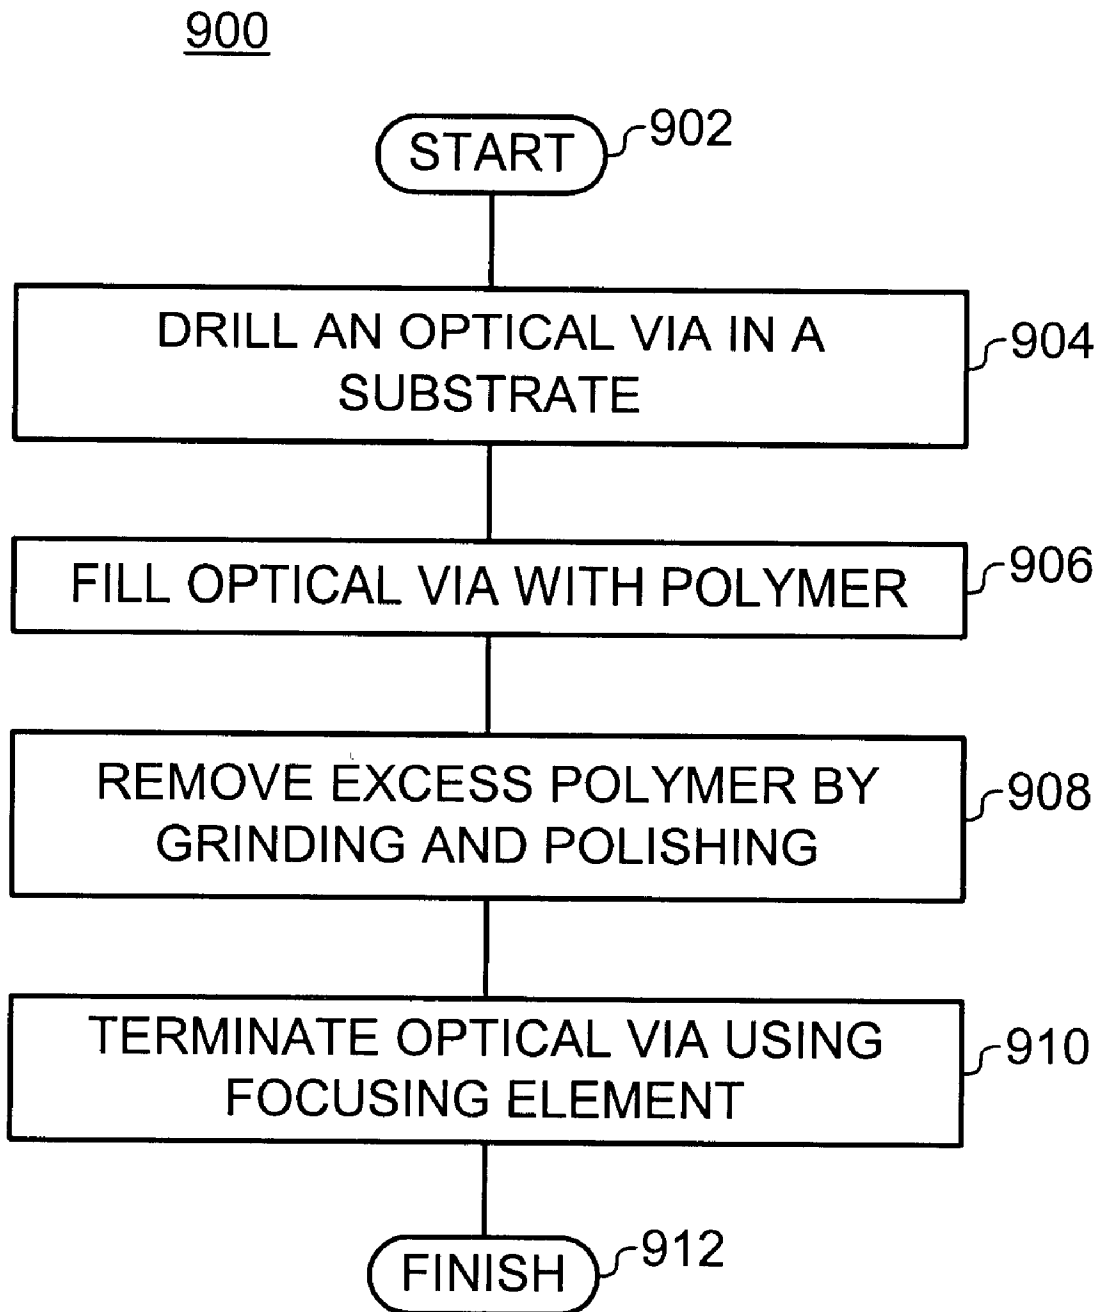 900
START
902
DRILL AN OPTICAL VIA IN A
SUBSTRATE
904
FILL OPTICAL VIA WITH POLYMER
906
REMOVE EXCESS POLYMER BY
GRINDING AND POLISHING
908
TERMINATE OPTICAL VIA USING
FOCUSING ELEMENT
910
FINISH
912